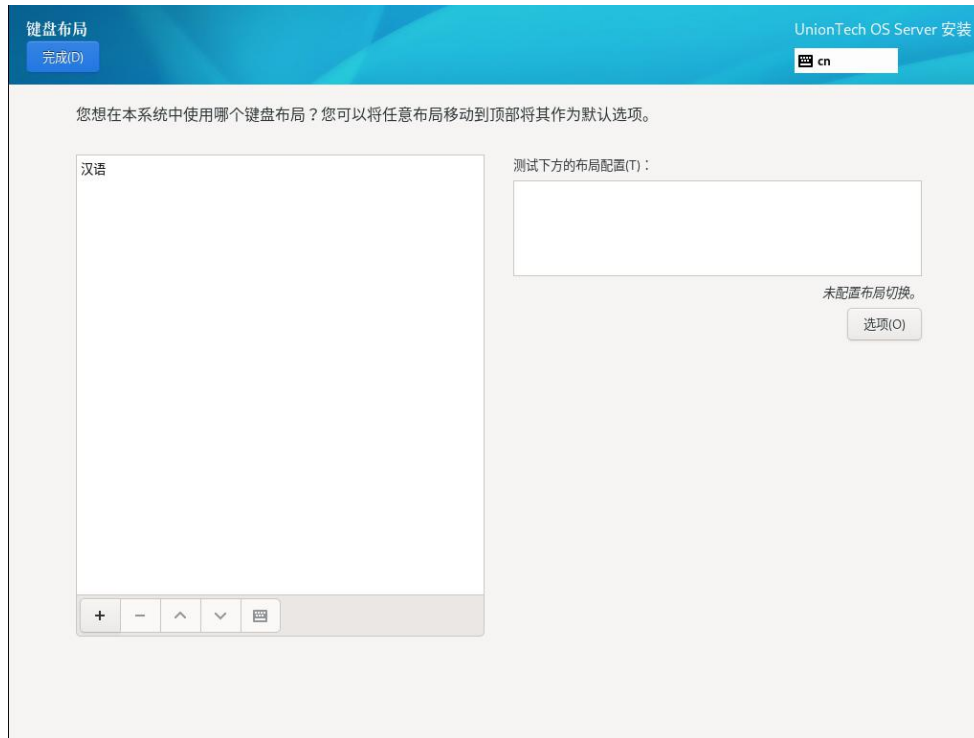 键盘布局
UnionTech OS Server 安装
完成(D)
cn
您想在本系统中使用哪个键盘布局？您可以将任意布局移动到顶部将其作为默认选项。
汉语
测试下方的布局配置(T)：
未配置布局切换。
选项(O)